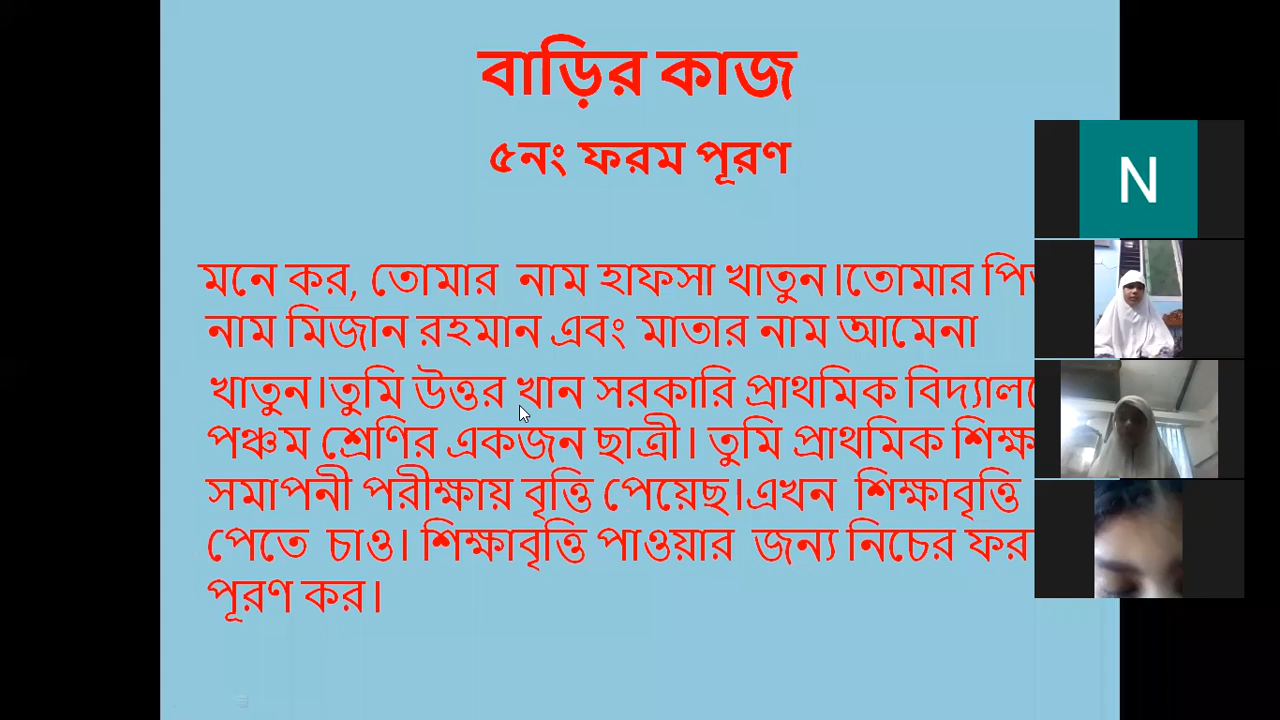 বাড়ির কাজ
৫নং ফরম পূরণ
মনে কর, তোমার নাম হাফসা খাতুন।তোমার
নাম মিজান রহমান এবং মাতার নাম আমেনা
খাতুন।তুমি উত্তর খান সরকারি প্রাথমিক
পঞ্চম শ্রেণির একজন ছাত্রী। তুমি প্রাথমিক
সমাপনী পরীক্ষায় বৃত্তি পেয়েছ।এখন শিক্ষাবৃত্তি
পেতে চাও। শিক্ষাবৃত্তি পাওয়ার জন্য নিচের
পূরণ কর।
N